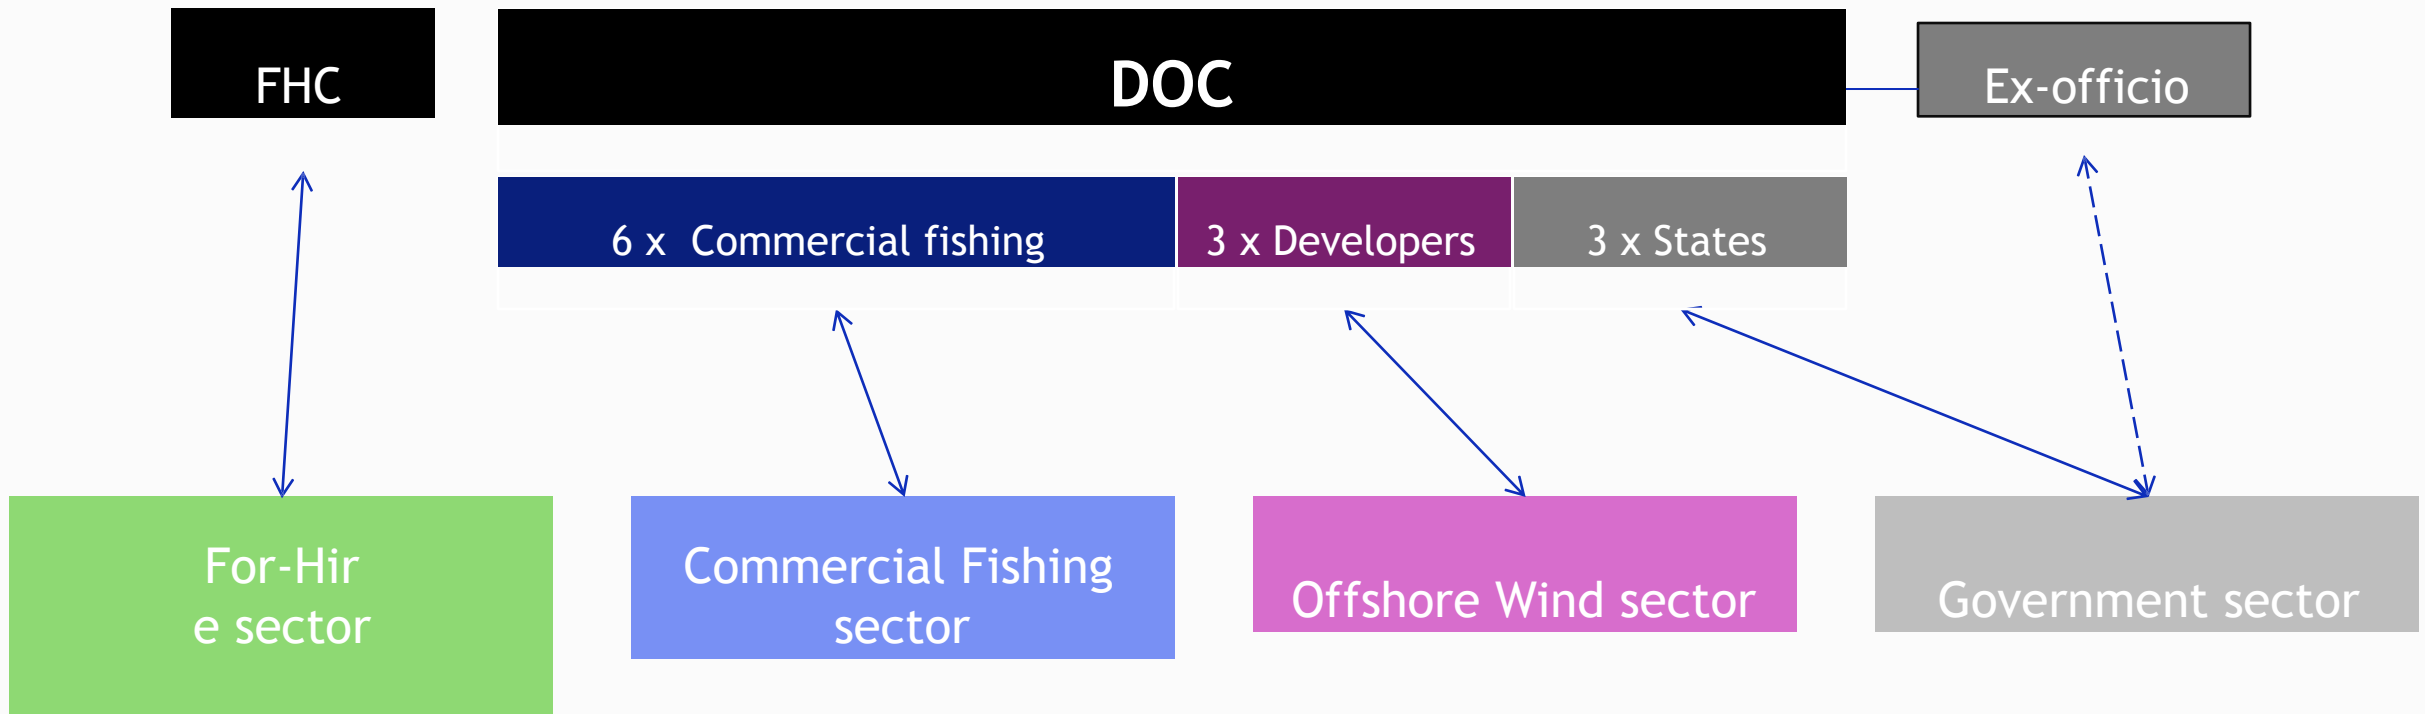 FHC
DOC
Ex-officio
6 x  Commercial fishing
3 x Developers
3 x States
For-Hir
e sector
Commercial Fishing
sector
Offshore Wind sector
Government sector